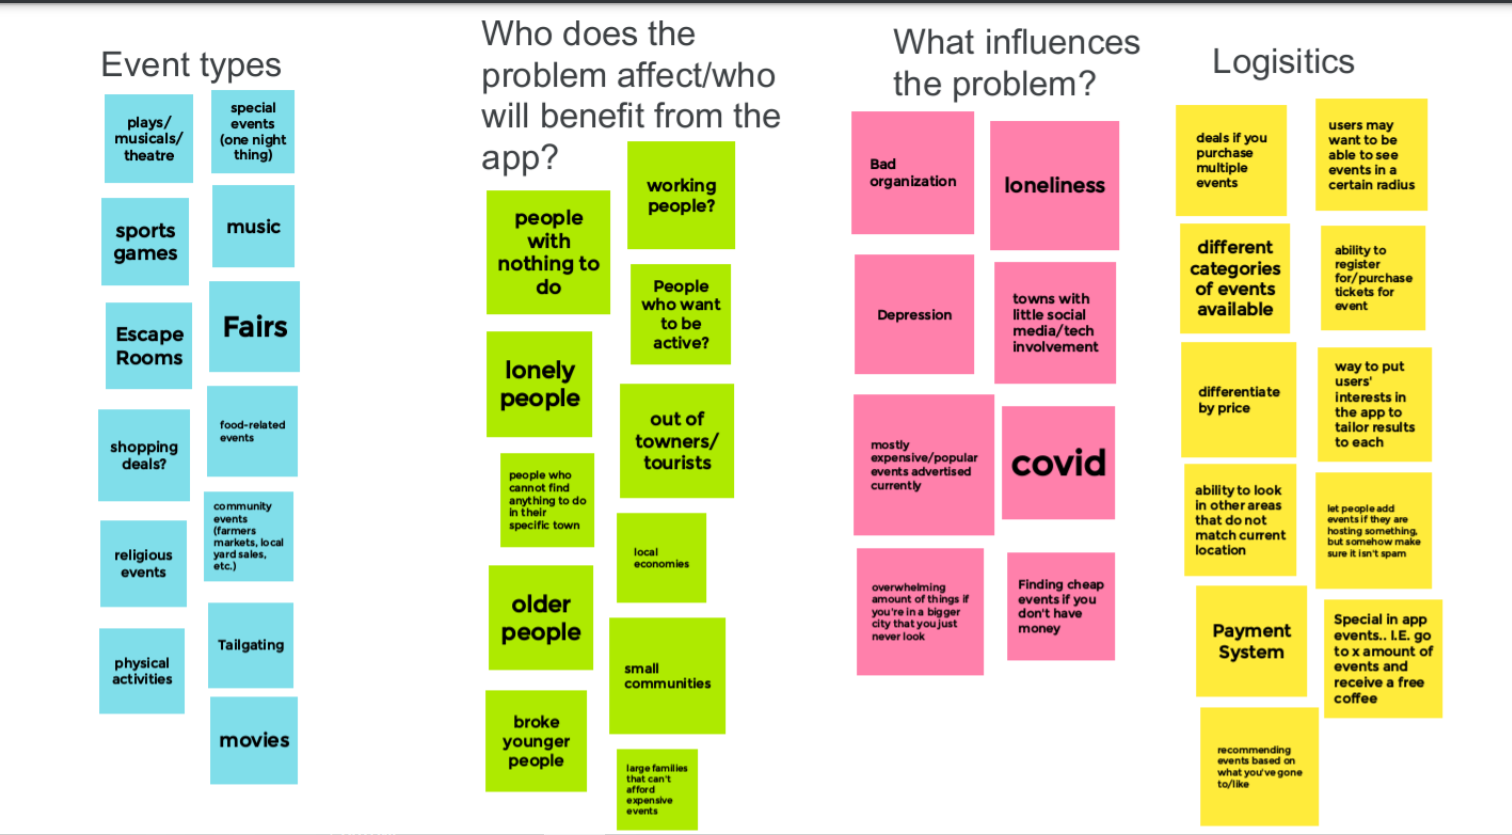 Event types
plays/
musicals/
theatre
special
events
(one night
thing)
sports
games
music
Escape
Rooms
Fairs
shopping
deals?
food-related
events
religious
events
community
events
(farmers
markets, local
yard sales,
etc.)
physical
activities
Tailgating
movies
Who does the
problem affect/who
will benefit from the
app?
people
with
nothing to
do
working
people?
People
who want
to be
active?
lonely
people
out of
towners/
tourists
people who
cannot find
anything to do
in their
specific town
local
economies
older
people
small
communities
broke
younger
people
large families
that can't
afford
expensive
events
What influences
the problem?
Bad
organization
loneliness
Depression
towns with
little social
media/tech
involvement
mostly
expensive/popular
events advertised
currently
covid
overwhelming
amount of things if
you're in a bigger
city that you just
never look
Finding cheap
events if you
don't have
money
Logisitics
deals if you
purchase
multiple
events
users may
want to be
able to see
events in a
certain radius
different
categories
of events
available
ability to
register
for/purchase
tickets for
event
differentiate
by price
way to put
users'
interests in
the app to
tailor results
to each
ability to look
in other areas
that do not
match current
location
let people add
events if they are
hosting something,
but somehow make
sure it isn't spam
Payment
System
Special in app
events.. I.E. go
to x amount of
events and
receive a free
coffee
recommending
events based on
what you've gone
to/like